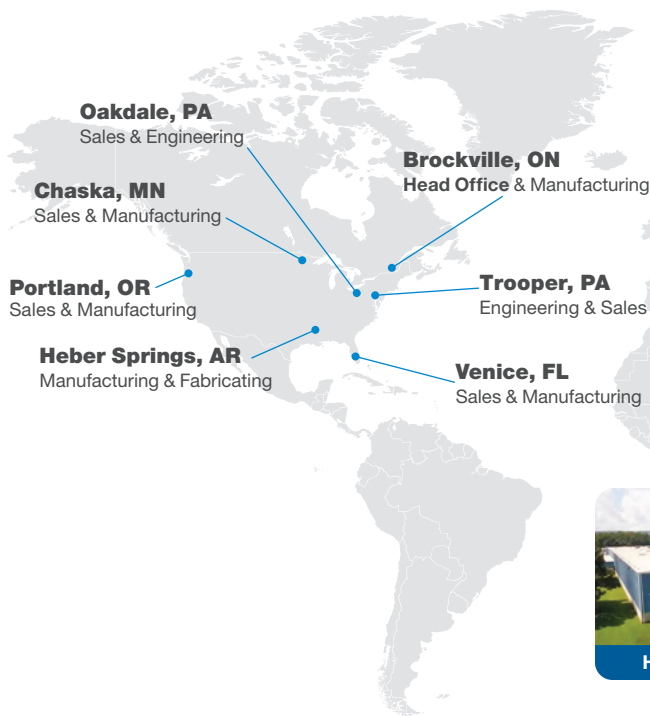 Oakdale, PA
Sales & Engineering
Brockville, ON
Head Office & Manufacturing
Chaska, MN
Sales & Manufacturing
Portland, OR
Sales & Manufacturing
Trooper, PA
Engineering & Sales
Heber Springs, AR
Manufacturing & Fabricating
Venice, FL
Sales & Manufacturing
H